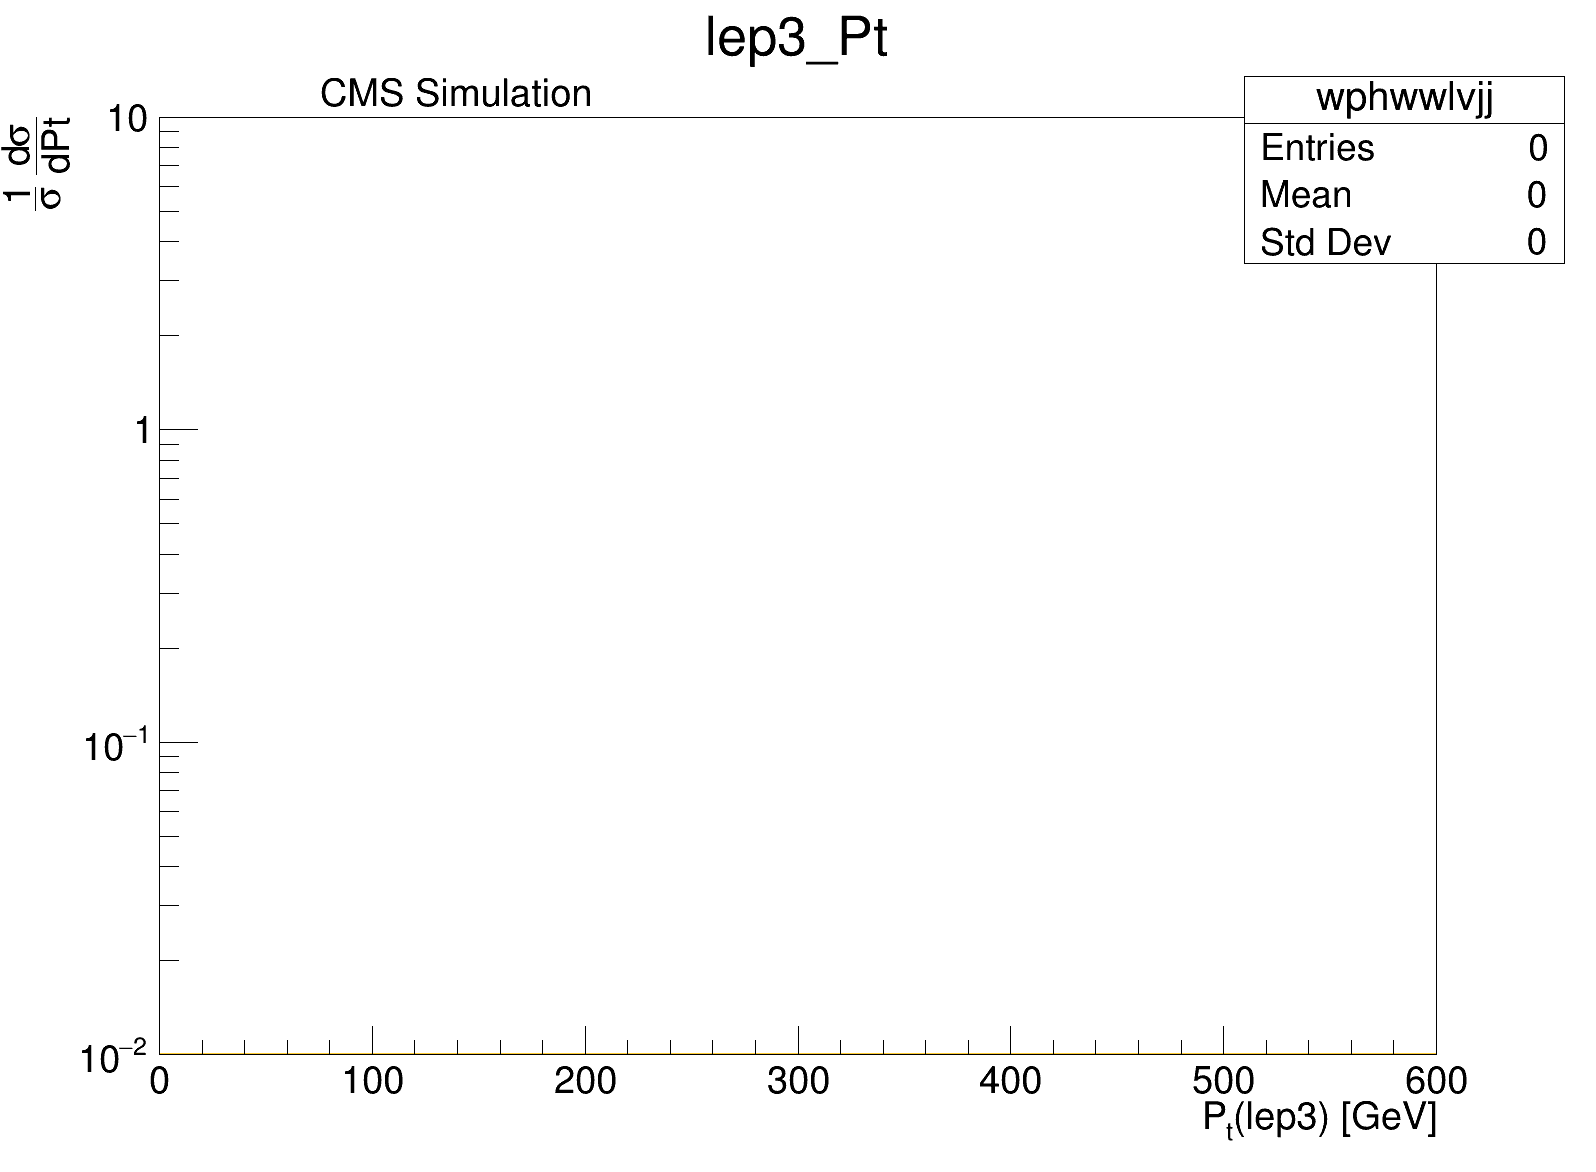 lep3_Pt
CMS Simulation
wphwwlvjj
Entries 0
Mean 0
Std Dev 0
1/σ dσ/dPt
10
1
10⁻¹
10⁻²
0 100 200 300 400 500 600
Pₜ(lep3) [GeV]